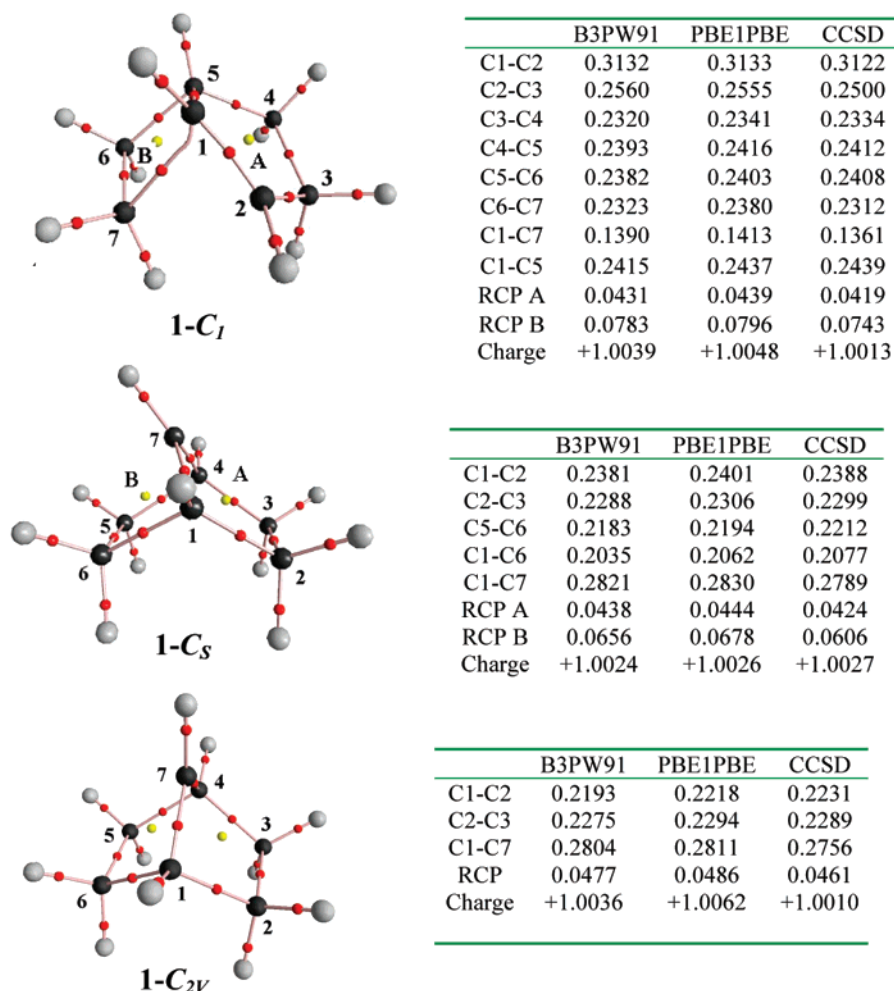 5
4
6
B
1
A
3
2
7
1-C1
B3PW91 PBE1PBE CCSD
C1-C2 0.3132 0.3133 0.3122
C2-C3 0.2560 0.2555 0.2500
C3-C4 0.2320 0.2341 0.2334
C4-C5 0.2393 0.2416 0.2412
C5-C6 0.2382 0.2403 0.2408
C6-C7 0.2323 0.2380 0.2312
C1-C7 0.1390 0.1413 0.1361
C1-C5 0.2415 0.2437 0.2439
RCP A 0.0431 0.0439 0.0419
RCP B 0.0783 0.0796 0.0743
Charge +1.0039 +1.0048 +1.0013
7
B
4
A
3
5
1
6
2
1-CS
B3PW91 PBE1PBE CCSD
C1-C2 0.2381 0.2401 0.2388
C2-C3 0.2288 0.2306 0.2299
C5-C6 0.2183 0.2194 0.2212
C1-C6 0.2035 0.2062 0.2077
C1-C7 0.2821 0.2830 0.2789
RCP A 0.0438 0.0444 0.0424
RCP B 0.0656 0.0678 0.0606
Charge +1.0024 +1.0026 +1.0027
7
4
5
3
6
1
2
1-C2V
B3PW91 PBE1PBE CCSD
C1-C2 0.2193 0.2218 0.2231
C2-C3 0.2275 0.2294 0.2289
C1-C7 0.2804 0.2811 0.2756
RCP 0.0477 0.0486 0.0461
Charge +1.0036 +1.0062 +1.0010